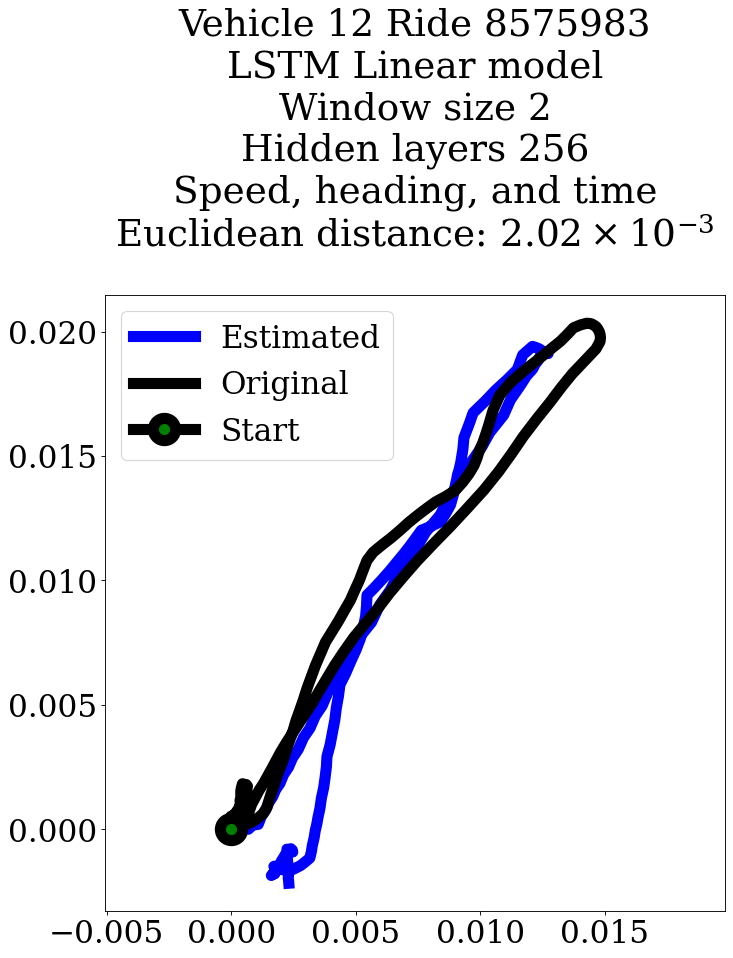 Vehicle 12 Ride 8575983
LSTM Linear model
Window size 2
Hidden layers 256
Speed, heading, and time
Euclidean distance: 2.02 × 10⁻³
Estimated
Original
Start
0.020
0.015
0.010
0.005
0.000
−0.005 0.000 0.005 0.010 0.015